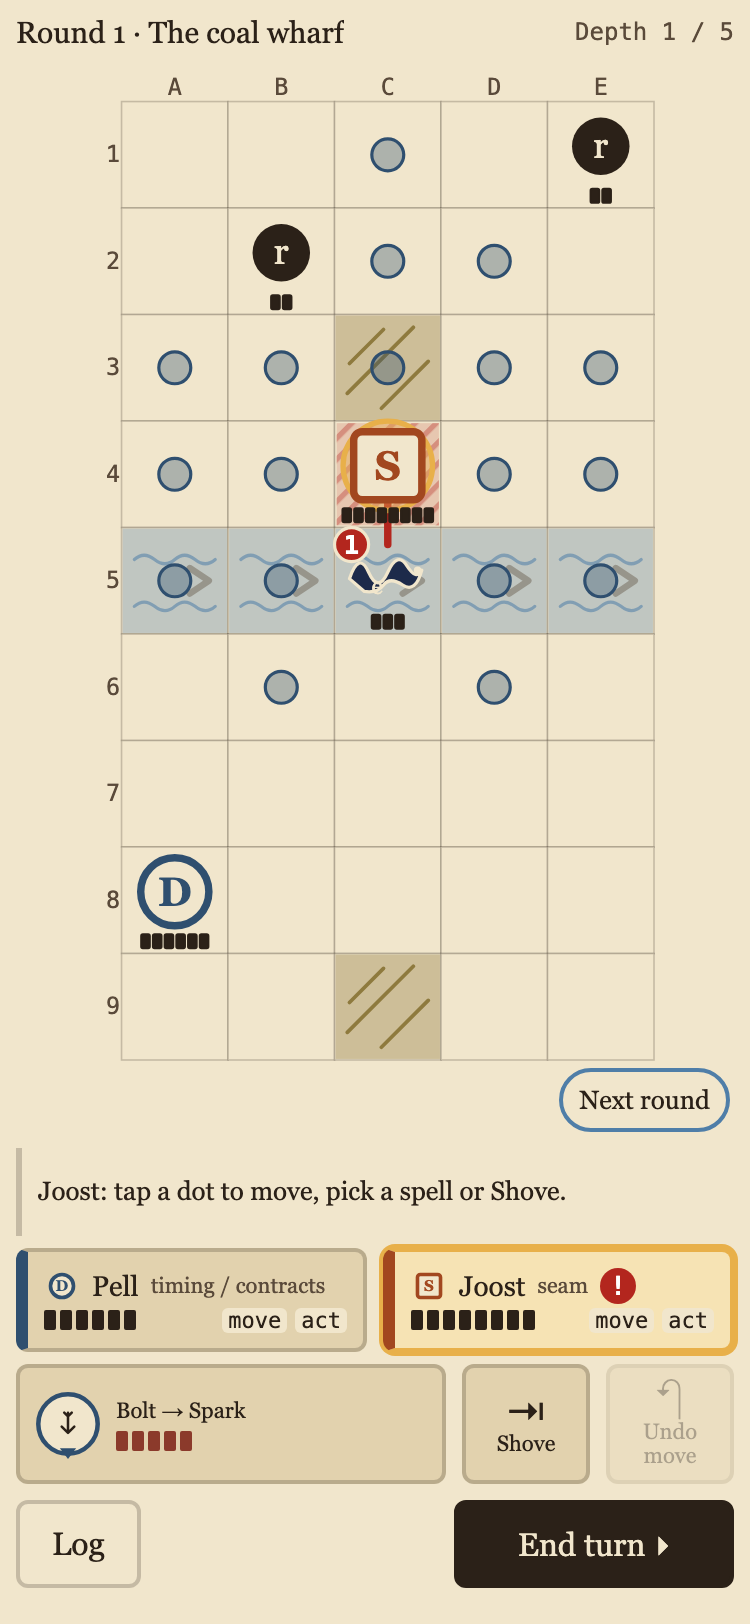 Round 1 · The coal wharf
Depth 1 / 5
A B C D E
1
r
2
r
3
4
S
5
1
6
7
8
D
9
Next round
Joost: tap a dot to move, pick a spell or Shove.
D Pell timing / contracts
move act
S Joost seam !
move act
Bolt → Spark
Shove
Undo
move
Log
End turn